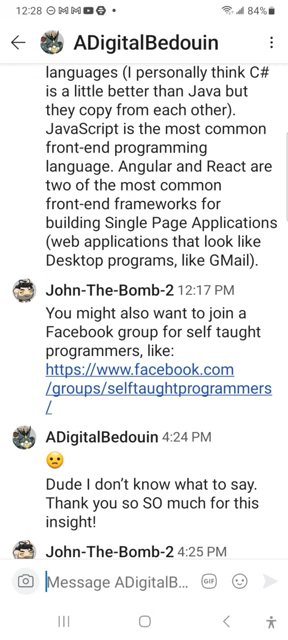 12:28
84%
ADigitalBedouin
languages (I personally think C#
is a little better than Java but
they copy from each other).
JavaScript is the most common
front-end programming
language. Angular and React are
two of the most common
front-end frameworks for
building Single Page Applications
(web applications that look like
Desktop programs, like GMail).
John-The-Bomb-2 12:17 PM
You might also want to join a
Facebook group for self taught
programmers, like:
https://www.facebook.com
/groups/selftaughtprogrammers
/
ADigitalBedouin 4:24 PM
Dude I don't know what to say.
Thank you so SO much for this
insight!
John-The-Bomb-2 4:25 PM
Message ADigitalB...
GIF